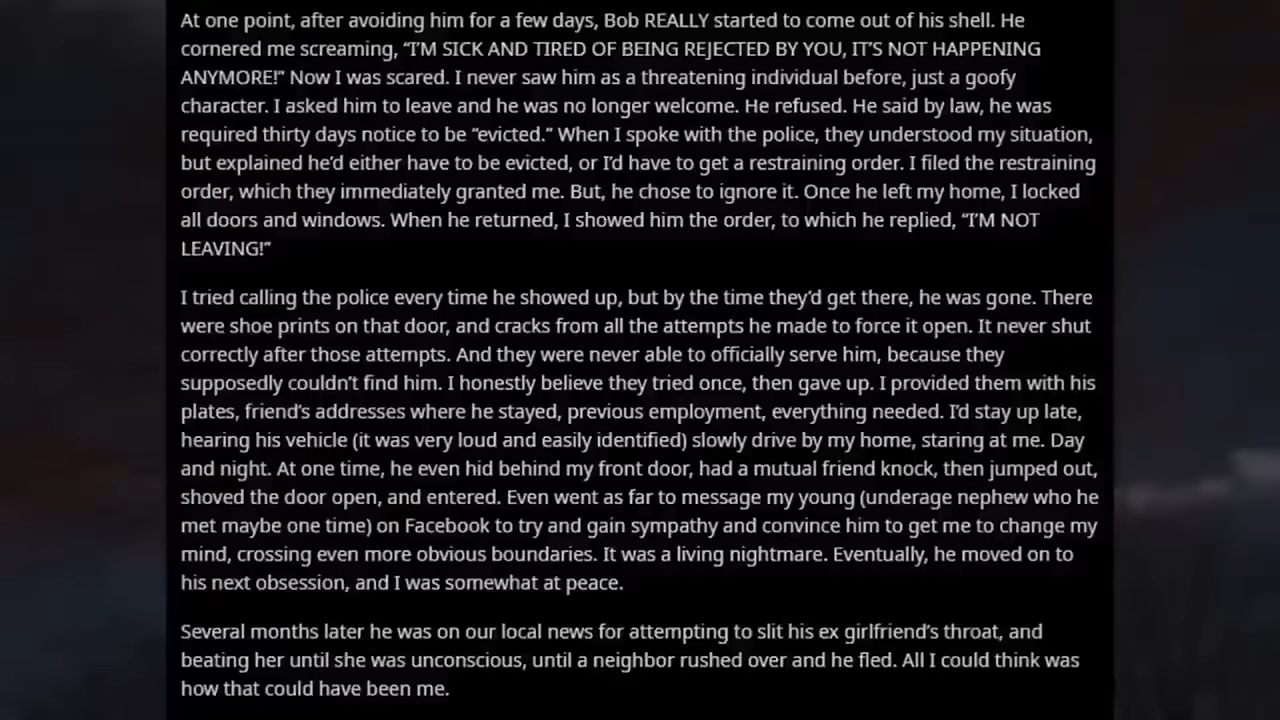 At one point, after avoiding him for a few days, Bob REALLY started to come out of his shell. He
cornered me screaming, “I’M SICK AND TIRED OF BEING REJECTED BY YOU, IT’S NOT HAPPENING
ANYMORE!” Now I was scared. I never saw him as a threatening individual before, just a goofy
character. I asked him to leave and he was no longer welcome. He refused. He said by law, he was
required thirty days notice to be “evicted.” When I spoke with the police, they understood my situation,
but explained he’d either have to be evicted, or I’d have to get a restraining order. I filed the restraining
order, which they immediately granted me. But, he chose to ignore it. Once he left my home, I locked
all doors and windows. When he returned, I showed him the order, to which he replied, “I’M NOT
LEAVING!”
I tried calling the police every time he showed up, but by the time they’d get there, he was gone. There
were shoe prints on that door, and cracks from all the attempts he made to force it open. It never shut
correctly after those attempts. And they were never able to officially serve him, because they
supposedly couldn’t find him. I honestly believe they tried once, then gave up. I provided them with his
plates, friend’s addresses where he stayed, previous employment, everything needed. I’d stay up late,
hearing his vehicle (it was very loud and easily identified) slowly drive by my home, staring at me. Day
and night. At one time, he even hid behind my front door, had a mutual friend knock, then jumped out,
shoved the door open, and entered. Even went as far to message my young (underage nephew who he
met maybe one time) on Facebook to try and gain sympathy and convince him to get me to change my
mind, crossing even more obvious boundaries. It was a living nightmare. Eventually, he moved on to
his next obsession, and I was somewhat at peace.
Several months later he was on our local news for attempting to slit his ex girlfriend’s throat, and
beating her until she was unconscious, until a neighbor rushed over and he fled. All I could think was
how that could have been me.